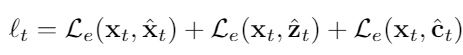 ℓ_t = ℒ_e(𝐱_t, 𝐱̂_t) + ℒ_e(𝐱_t, 𝐳̂_t) + ℒ_e(𝐱_t, 𝐜̂_t)